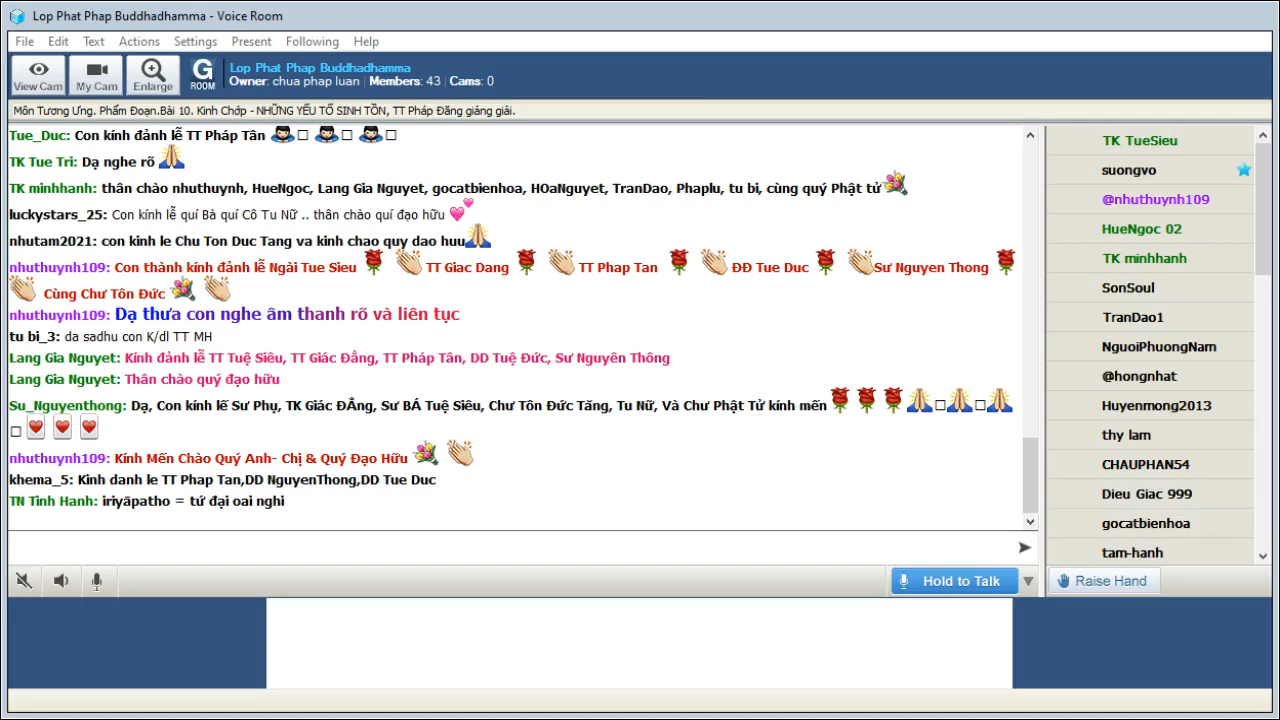 Lop Phat Phap Buddhadhamma - Voice Room
File Edit Text Actions Settings Present Following Help
View Cam My Cam Enlarge G ROOM
Lop Phat Phap Buddhadhamma
Owner: chua phap luan Members: 43 Cams: 0
Môn Tương Ưng. Phẩm Đoạn.Bài 10. Kinh Chớp - NHỮNG YẾU TỐ SINH TỒN, TT Pháp Đăng giảng giải.
Tue_Duc: Con kính đảnh lễ TT Pháp Tân
TK Tue Tri: Dạ nghe rõ
TK minhhanh: thân chào nhuthuynh, HueNgoc, Lang Gia Nguyet, gocatbienhoa, HOaNguyet, TranDao, Phaplu, tu bi, cùng quý Phật tử
luckystars_25: Con kính lễ quí Bà quí Cô Tu Nữ .. thân chào quí đạo hữu
nhutam2021: con kinh le Chu Ton Duc Tang va kinh chao quy dao huu
nhuthuynh109: Con thành kính đảnh lễ Ngài Tue Sieu TT Giac Dang TT Phap Tan ĐĐ Tue Duc Sư Nguyen Thong
Cùng Chư Tôn Đức
nhuthuynh109: Dạ thưa con nghe âm thanh rõ và liên tục
tu bi_3: da sadhu con K/dl TT MH
Lang Gia Nguyet: Kính đảnh lễ TT Tuệ Siêu, TT Giác Đẳng, TT Pháp Tân, DD Tuệ Đức, Sư Nguyên Thông
Lang Gia Nguyet: Thân chào quý đạo hữu
Su_Nguyenthong: Dạ, Con kính lế Sư Phụ, TK Giác ĐẲng, Sư BÁ Tuệ Siêu, Chư Tôn Đức Tăng, Tu Nữ, Và Chư Phật Tử kính mến
nhuthuynh109: Kính Mến Chào Quý Anh- Chị & Quý Đạo Hữu
khema_5: Kinh danh le TT Phap Tan,DD NguyenThong,DD Tue Duc
TN Tinh Hanh: iriyāpatho = tứ đại oai nghi
TK TueSieu
suongvo
@nhuthuynh109
HueNgoc 02
TK minhhanh
SonSoul
TranDao1
NguoiPhuongNam
@hongnhat
Huyenmong2013
thy lam
CHAUPHAN54
Dieu Giac 999
gocatbienhoa
tam-hanh
Hold to Talk
Raise Hand